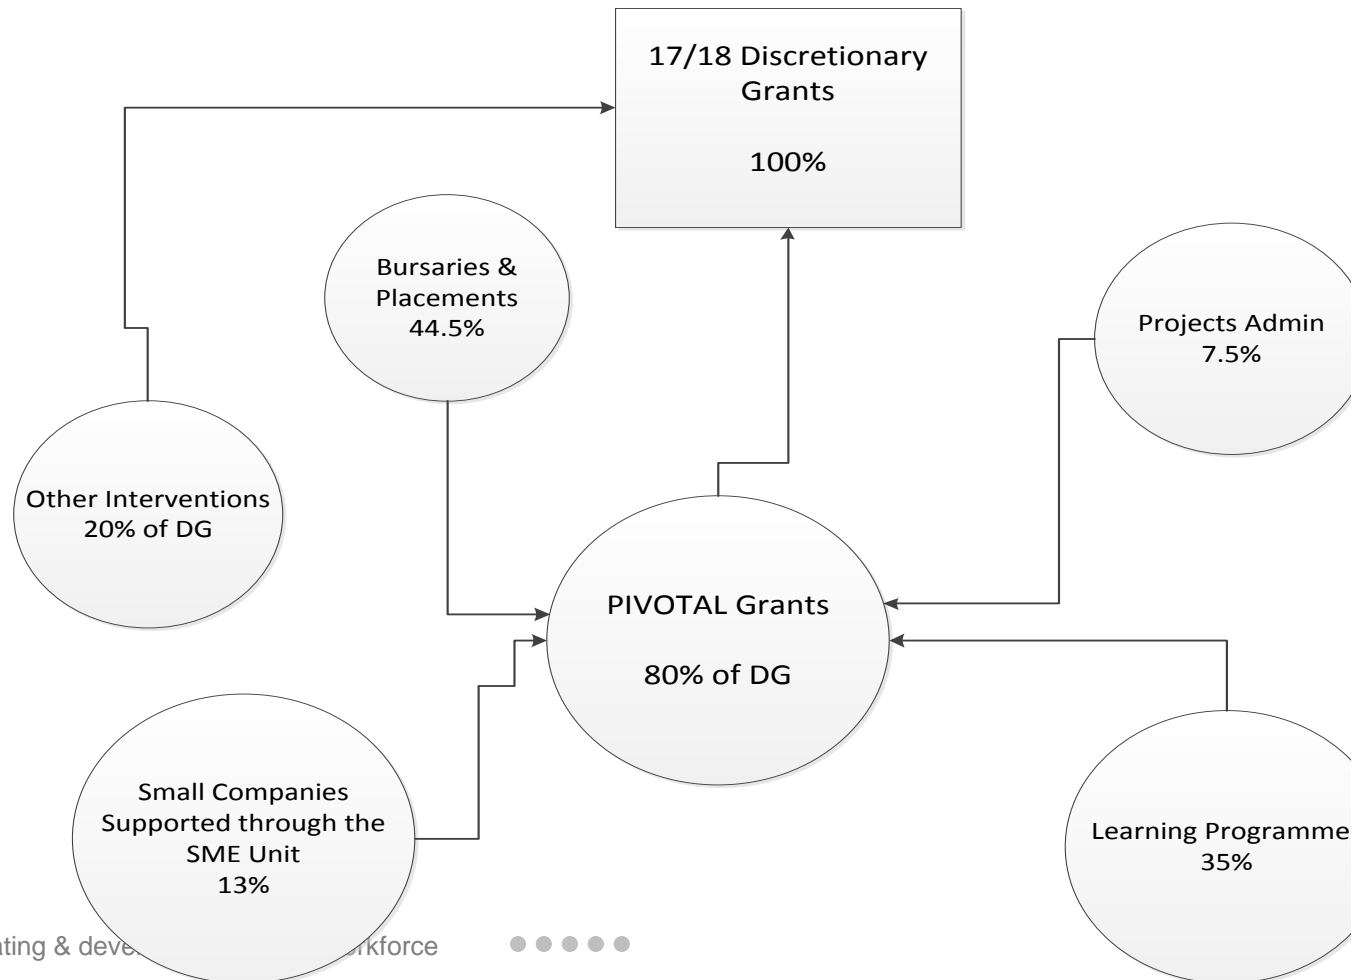 17/18 Discretionary
Grants
100%
Bursaries &
Placements
44.5%
Projects Admin
7.5%
Other Interventions
20% of DG
PIVOTAL Grants
80% of DG
Small Companies
Supported through the
SME Unit
13%
Learning Programme
35%
&